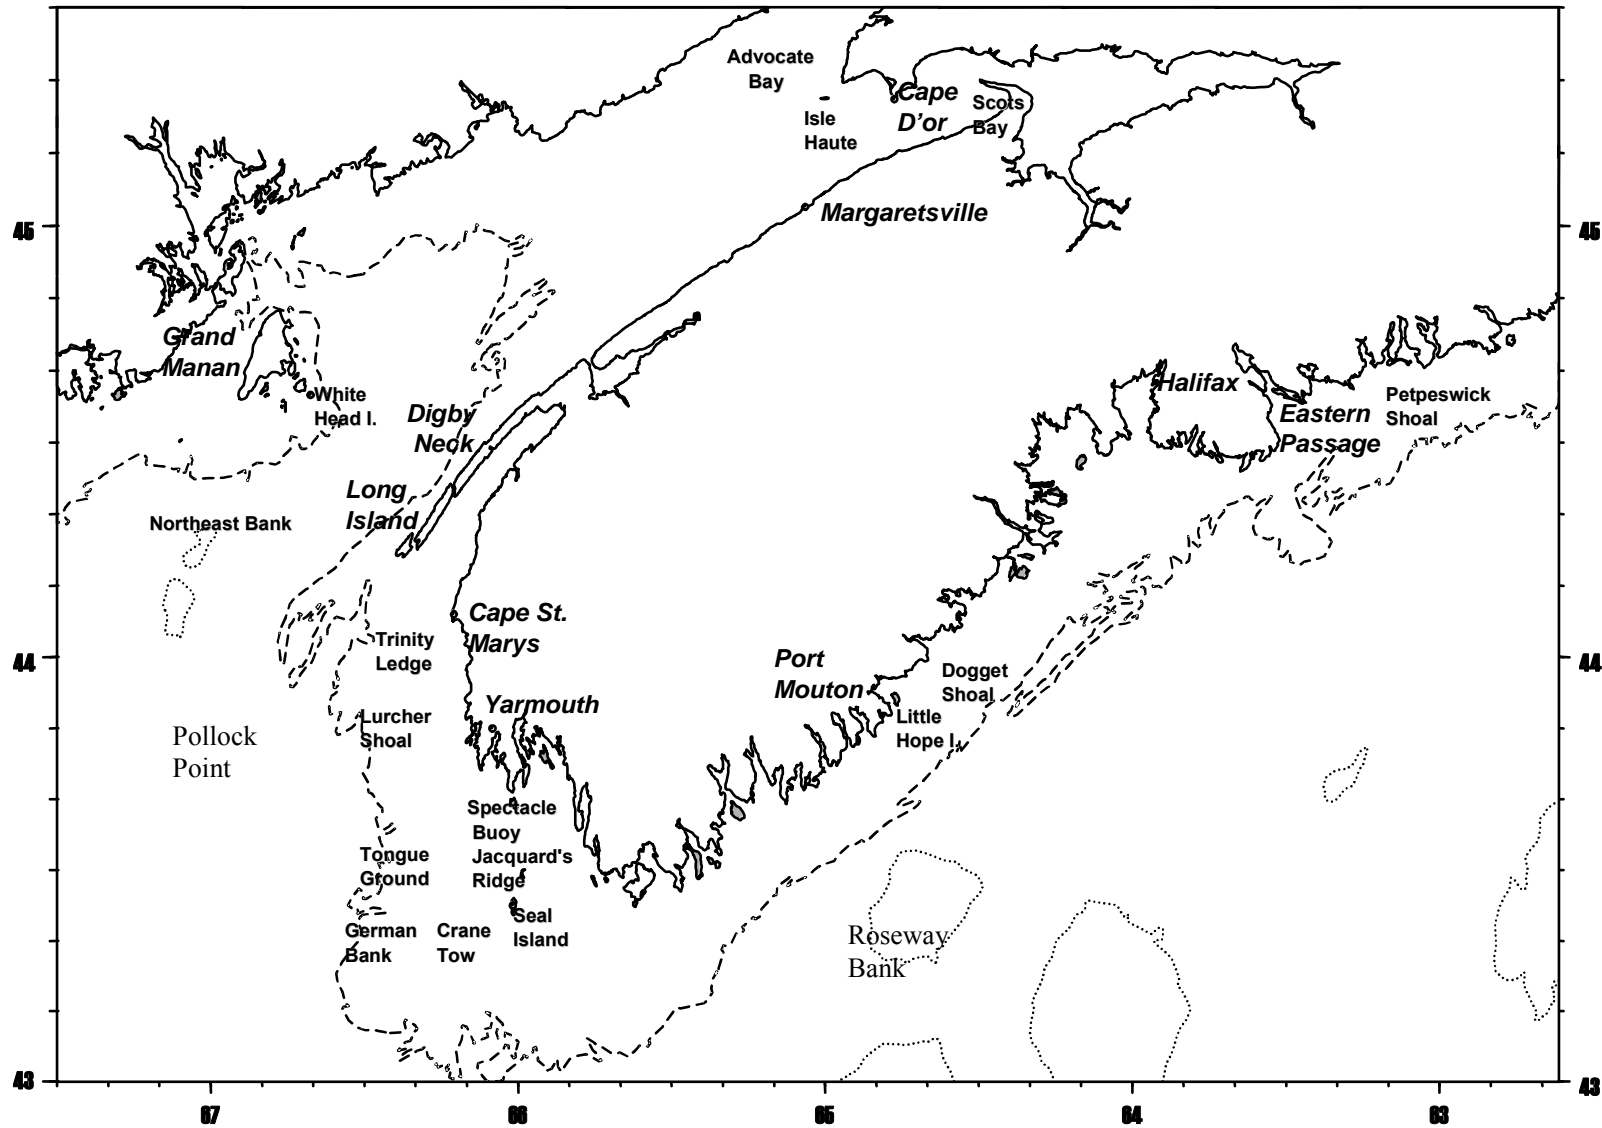 Advocate
Bay
Cape
D'or
Scots
Bay
Isle
Haute
Margaretsville
45
45
Grand
Manan
White
Head I.
Digby
Neck
Halifax
Eastern
Passage
Petpeswick
Shoal
Long
Island
Northeast Bank
Cape St.
Marys
Trinity
Ledge
44
44
Port
Mouton
Dogget
Shoal
Yarmouth
Lurcher
Shoal
Little
Hope I.
Pollock
Point
Spectacle
Buoy
Tongue
Ground
Jacquard's
Ridge
Seal
Island
German
Bank
Crane
Tow
Roseway
Bank
43
43
67
66
65
64
63